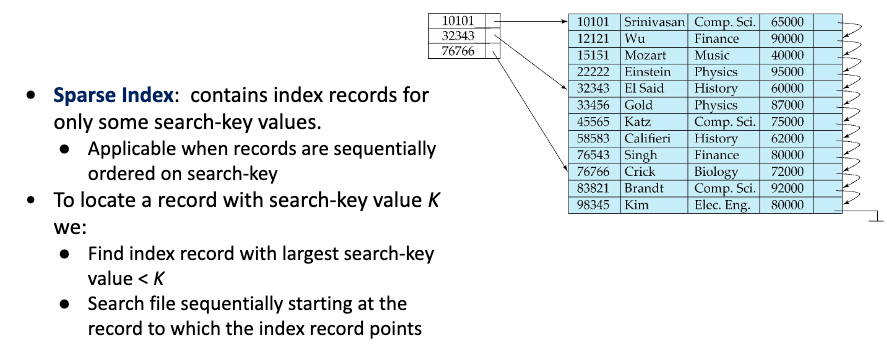 10101
32343
76766
10101 Srinivasan Comp. Sci. 65000
12121 Wu Finance 90000
15151 Mozart Music 40000
22222 Einstein Physics 95000
32343 El Said History 60000
33456 Gold Physics 87000
45565 Katz Comp. Sci. 75000
58583 Califieri History 62000
76543 Singh Finance 80000
76766 Crick Biology 72000
83821 Brandt Comp. Sci. 92000
98345 Kim Elec. Eng. 80000
● Sparse Index: contains index records for
only some search-key values.
● Applicable when records are sequentially
ordered on search-key
● To locate a record with search-key value K
we:
● Find index record with largest search-key
value < K
● Search file sequentially starting at the
record to which the index record points